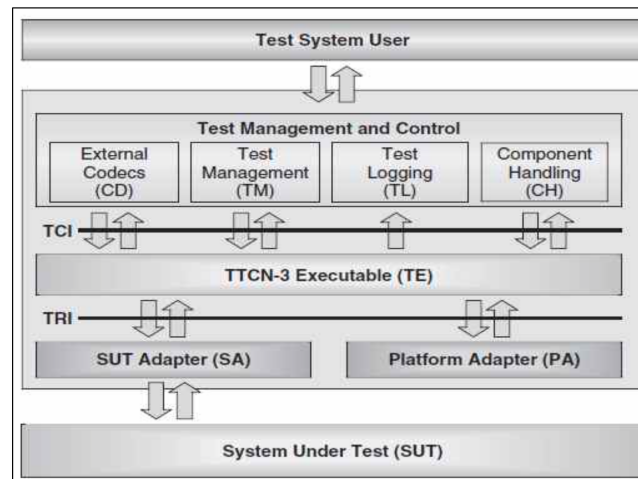 Test System User
Test Management and Control
External
Codecs
(CD)
Test
Management
(TM)
Test
Logging
(TL)
Component
Handling
(CH)
TCI
TTCN-3 Executable (TE)
TRI
SUT Adapter (SA)
Platform Adapter (PA)
System Under Test (SUT)